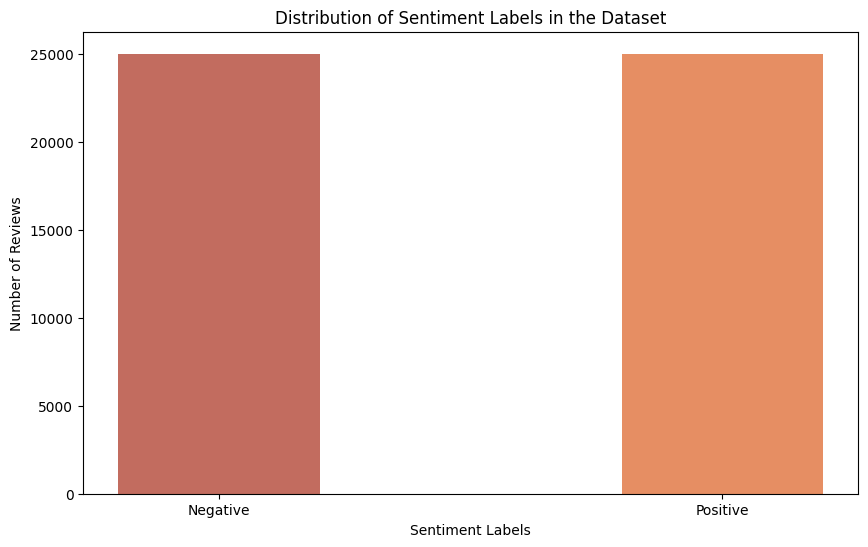 Distribution of Sentiment Labels in the Dataset
25000
20000
15000
10000
5000
0
Number of Reviews
Negative
Positive
Sentiment Labels